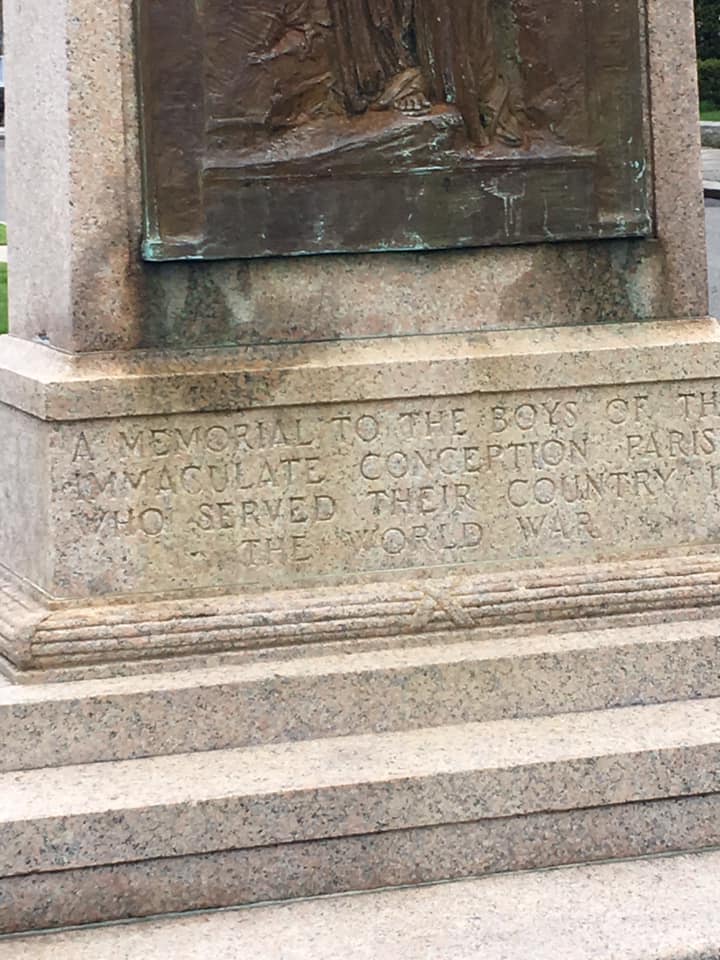 A MEMORIAL TO THE BOYS OF TH
IMMACULATE CONCEPTION PARIS
WHO SERVED THEIR COUNTRY I
THE WORLD WAR